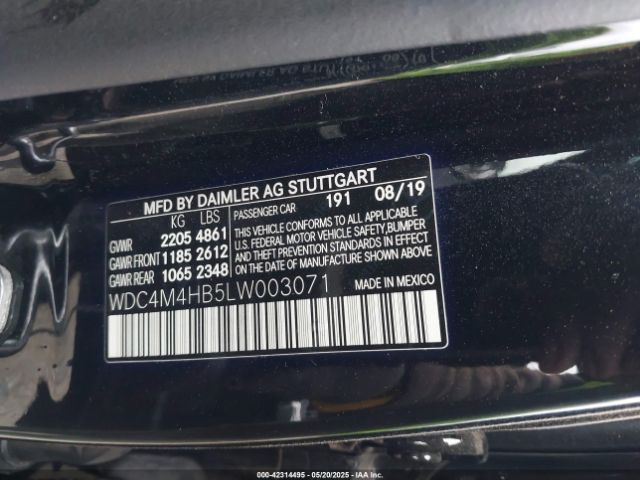 MFD BY DAIMLER AG STUTTGART
KG LBS PASSENGER CAR 191 08/19
GVWR 2205 4861
GAWR FRONT 1185 2612
GAWR REAR 1065 2348
THIS VEHICLE CONFORMS TO ALL APPLICABLE
U.S. FEDERAL MOTOR VEHICLE SAFETY,BUMPER
AND THEFT PREVENTION STANDARDS IN EFFECT
ON THE DATE OF MANUFACTURE SHOWN ABOVE.
WDC4M4HB5LW003071
MADE IN MEXICO
000-42314495 — 05/20/2025 — IAAI.COM